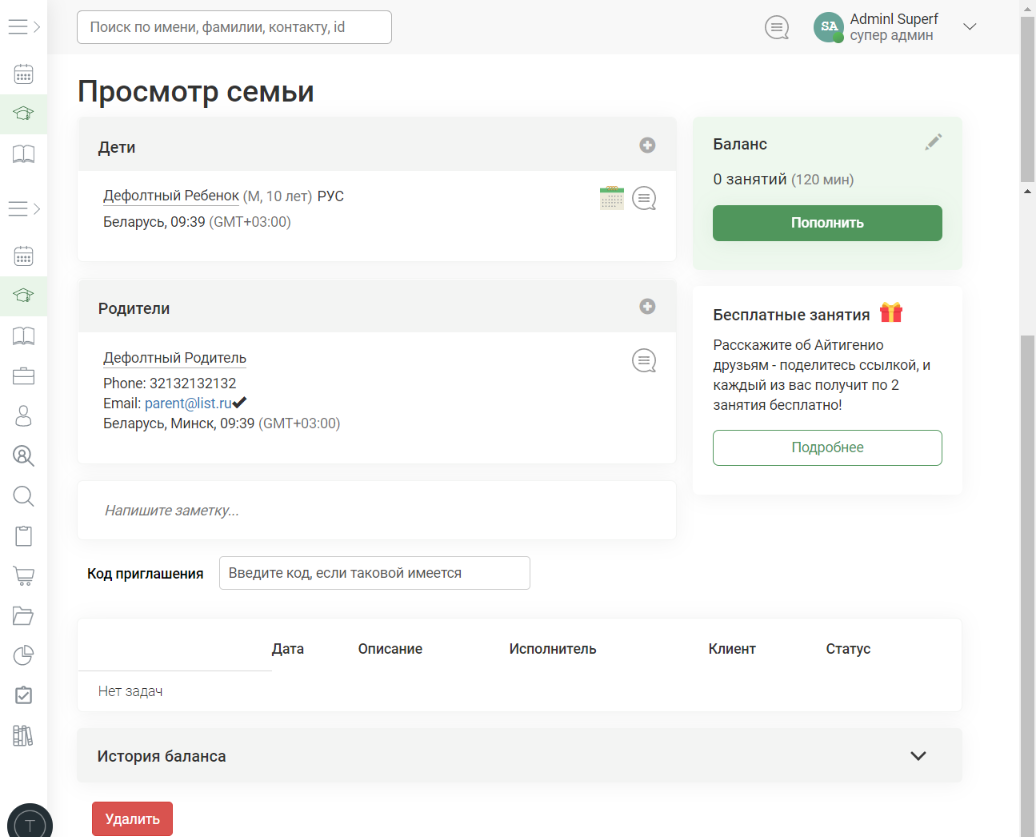 Поиск по имени, фамилии, контакту, id
SA
Adminl Superf
супер админ
Просмотр семьи
Дети
Дефолтный Ребенок (М, 10 лет) РУС
Беларусь, 09:39 (GMT+03:00)
Баланс
0 занятий (120 мин)
Пополнить
Родители
Дефолтный Родитель
Phone: 32132132132
Email: parent@list.ru
Беларусь, Минск, 09:39 (GMT+03:00)
Бесплатные занятия
Расскажите об Айтигенио
друзьям - поделитесь ссылкой, и
каждый из вас получит по 2
занятия бесплатно!
Подробнее
Напишите заметку...
Код приглашения
Введите код, если таковой имеется
Дата Описание Исполнитель Клиент Статус
Нет задач
История баланса
T
Удалить